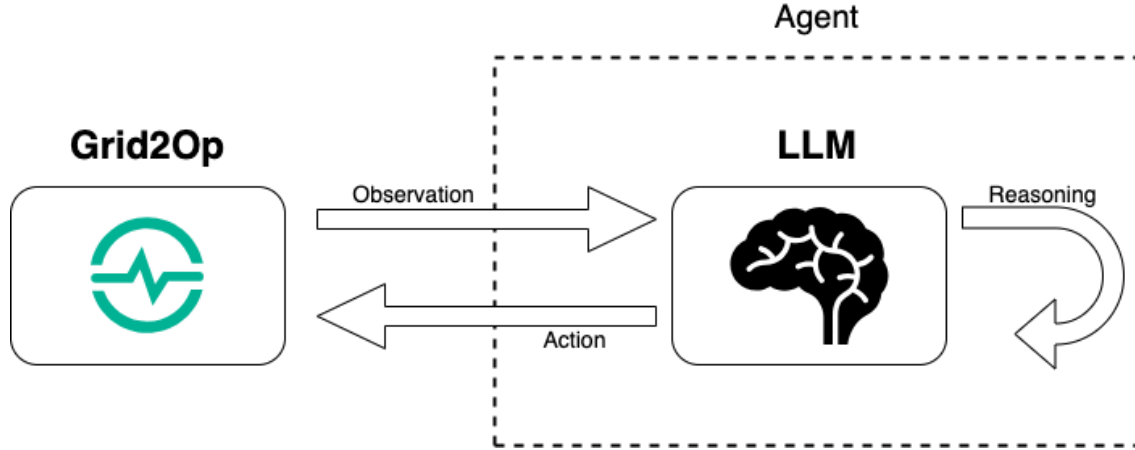 Agent
Grid2Op
LLM
Observation
Reasoning
Action